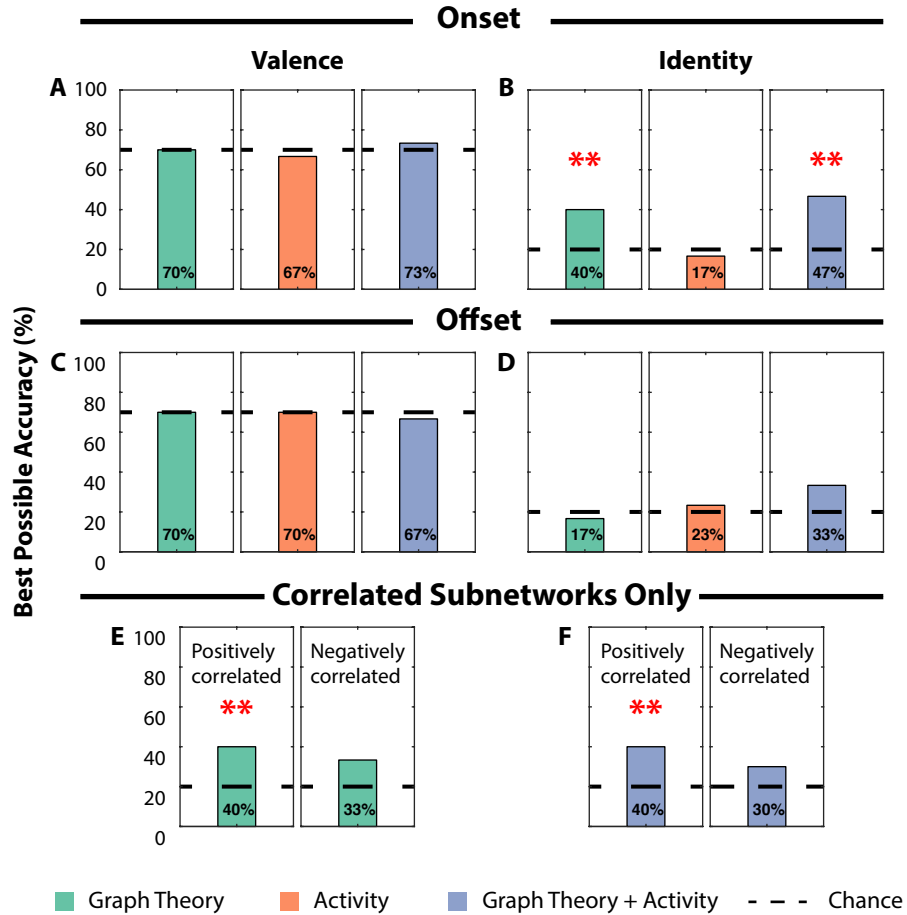 Onset
Valence
Identity
A
B
100
80
60
40
20
0
70%
67%
73%
**
**
40%
17%
47%
Offset
C
D
100
80
60
40
20
0
70%
70%
67%
17%
23%
33%
Best Possible Accuracy (%)
Correlated Subnetworks Only
E
F
100
80
60
40
20
0
Positively
correlated
**
40%
Negatively
correlated
33%
Positively
correlated
**
40%
Negatively
correlated
30%
Graph Theory
Activity
Graph Theory + Activity
Chance